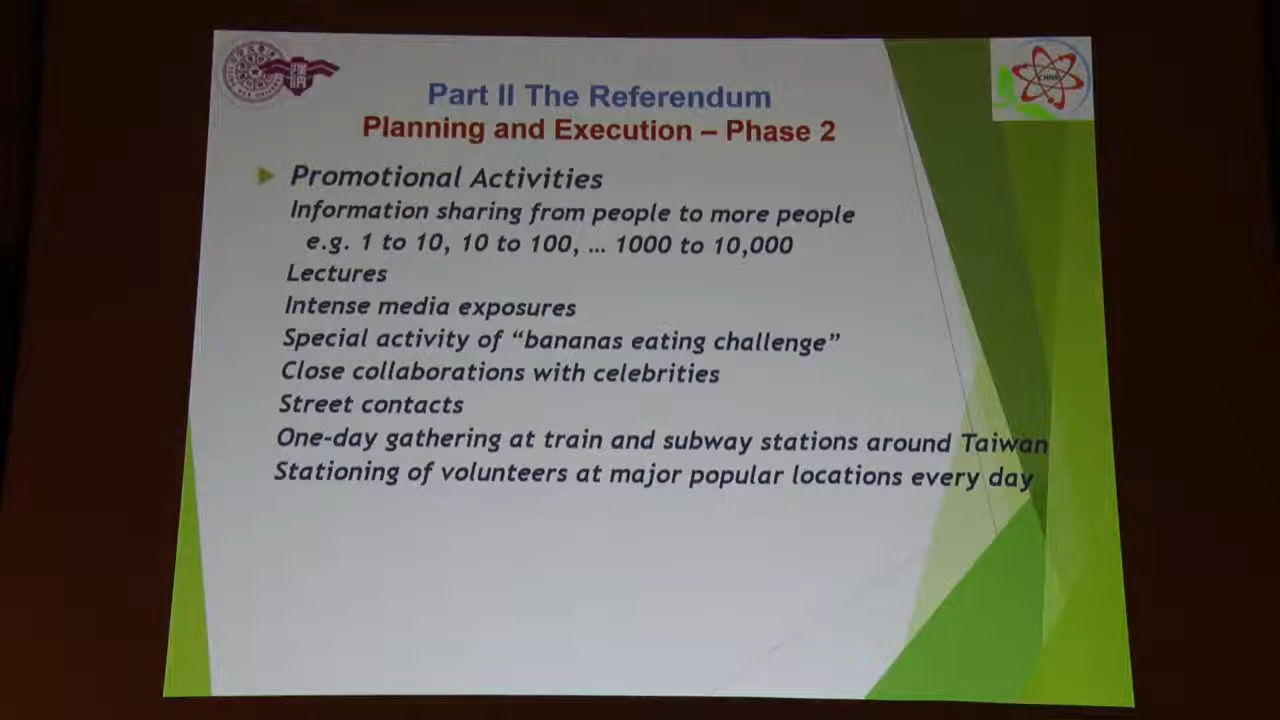 Part II The Referendum
Planning and Execution – Phase 2
Promotional Activities
Information sharing from people to more people
e.g. 1 to 10, 10 to 100, … 1000 to 10,000
Lectures
Intense media exposures
Special activity of “bananas eating challenge”
Close collaborations with celebrities
Street contacts
One-day gathering at train and subway stations around Taiwan
Stationing of volunteers at major popular locations every day